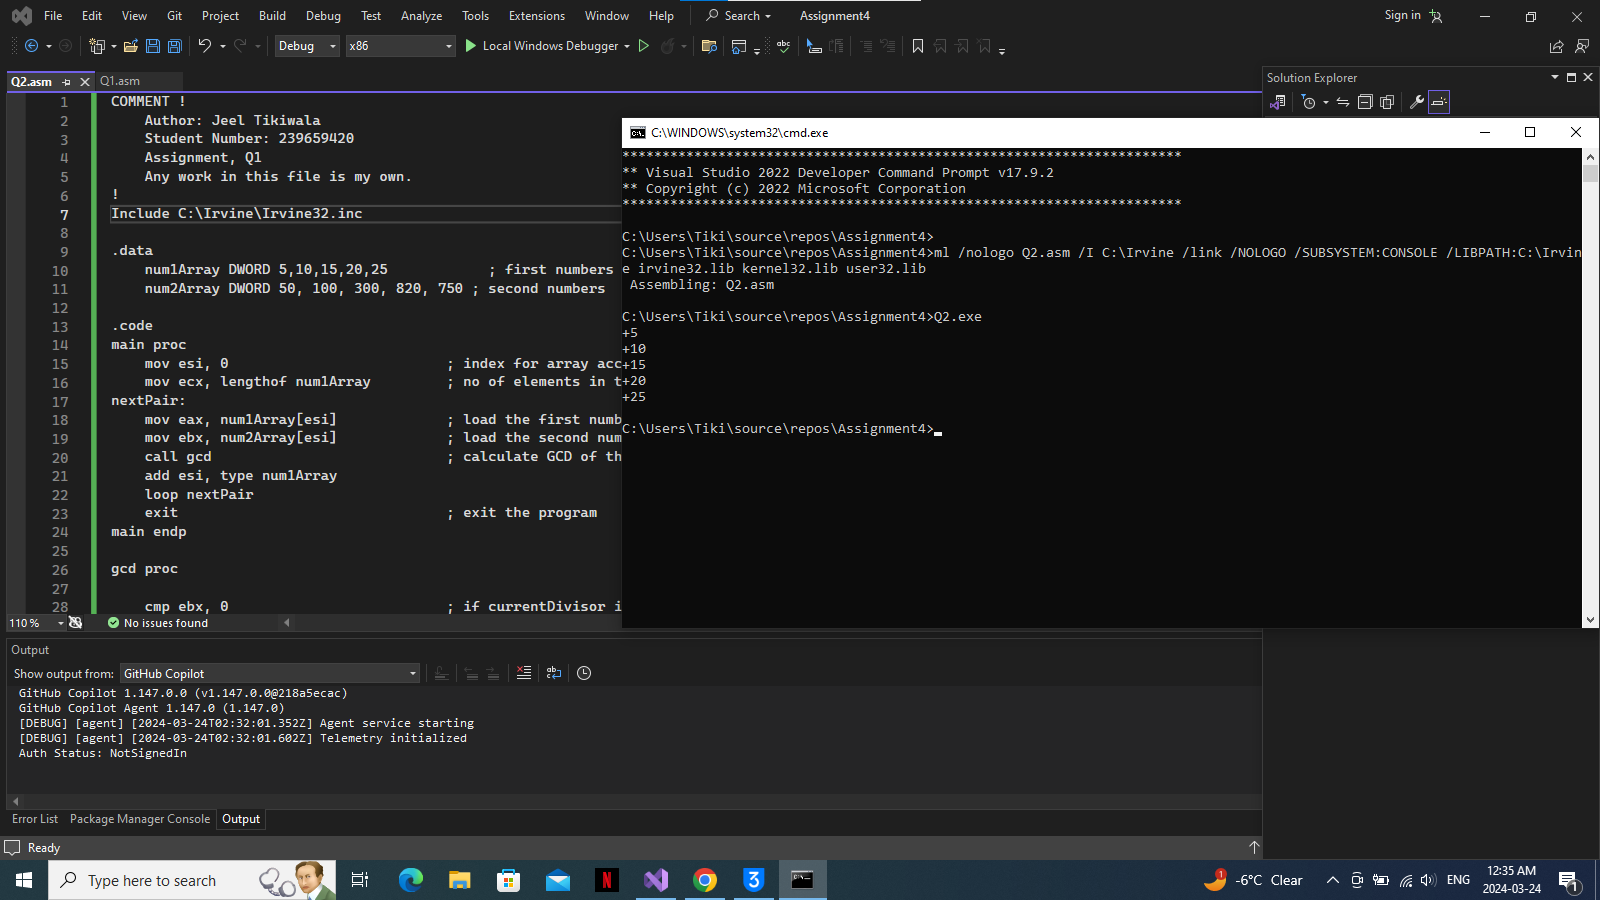 File Edit View Git Project Build Debug Test Analyze Tools Extensions Window Help Search Assignment4 Sign in
Debug x86 Local Windows Debugger
Q2.asm Q1.asm
Solution Explorer
1 COMMENT !
2 Author: Jeel Tikiwala
3 Student Number: 239659420
4 Assignment, Q1
5 Any work in this file is my own.
6 !
7 Include C:\Irvine\Irvine32.inc
8
9 .data
10 num1Array DWORD 5,10,15,20,25 ; first numbers
11 num2Array DWORD 50, 100, 300, 820, 750 ; second numbers
12
13 .code
14 main proc
15 mov esi, 0 ; index for array acc
16 mov ecx, lengthof num1Array ; no of elements in t
17 nextPair:
18 mov eax, num1Array[esi] ; load the first numb
19 mov ebx, num2Array[esi] ; load the second num
20 call gcd ; calculate GCD of th
21 add esi, type num1Array
22 loop nextPair
23 exit ; exit the program
24 main endp
25
26 gcd proc
27
28 cmp ebx, 0 ; if currentDivisor i
110 % No issues found
C:\WINDOWS\system32\cmd.exe
**********************************************************************
** Visual Studio 2022 Developer Command Prompt v17.9.2
** Copyright (c) 2022 Microsoft Corporation
**********************************************************************
C:\Users\Tiki\source\repos\Assignment4>
C:\Users\Tiki\source\repos\Assignment4>ml /nologo Q2.asm /I C:\Irvine /link /NOLOGO /SUBSYSTEM:CONSOLE /LIBPATH:C:\Irvin
e irvine32.lib kernel32.lib user32.lib
Assembling: Q2.asm
C:\Users\Tiki\source\repos\Assignment4>Q2.exe
+5
+10
+15
+20
+25
C:\Users\Tiki\source\repos\Assignment4>
Output
Show output from: GitHub Copilot
GitHub Copilot 1.147.0.0 (v1.147.0.0@218a5ecac)
GitHub Copilot Agent 1.147.0 (1.147.0)
[DEBUG] [agent] [2024-03-24T02:32:01.352Z] Agent service starting
[DEBUG] [agent] [2024-03-24T02:32:01.602Z] Telemetry initialized
Auth Status: NotSignedIn
Error List Package Manager Console Output
Ready
Type here to search
-6°C Clear ENG 12:35 AM
2024-03-24